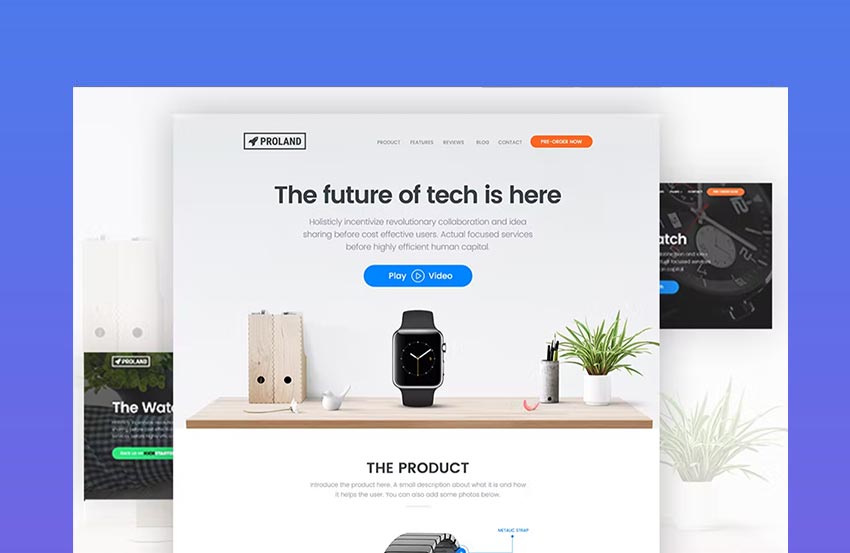 PROLAND
PRODUCT FEATURES REVIEWS BLOG CONTACT PRE-ORDER NOW
The future of tech is here
Holisticly incentivize revolutionary collaboration and idea
sharing before cost effective users. Actual focused services
before highly efficient human capital.
Play Video
THE PRODUCT
Introduce the product here. A small description about what it is and how
it helps the user. You can also add some photos below.
METALIC STRAP
PROLAND
The Wat
CONTACT
atch